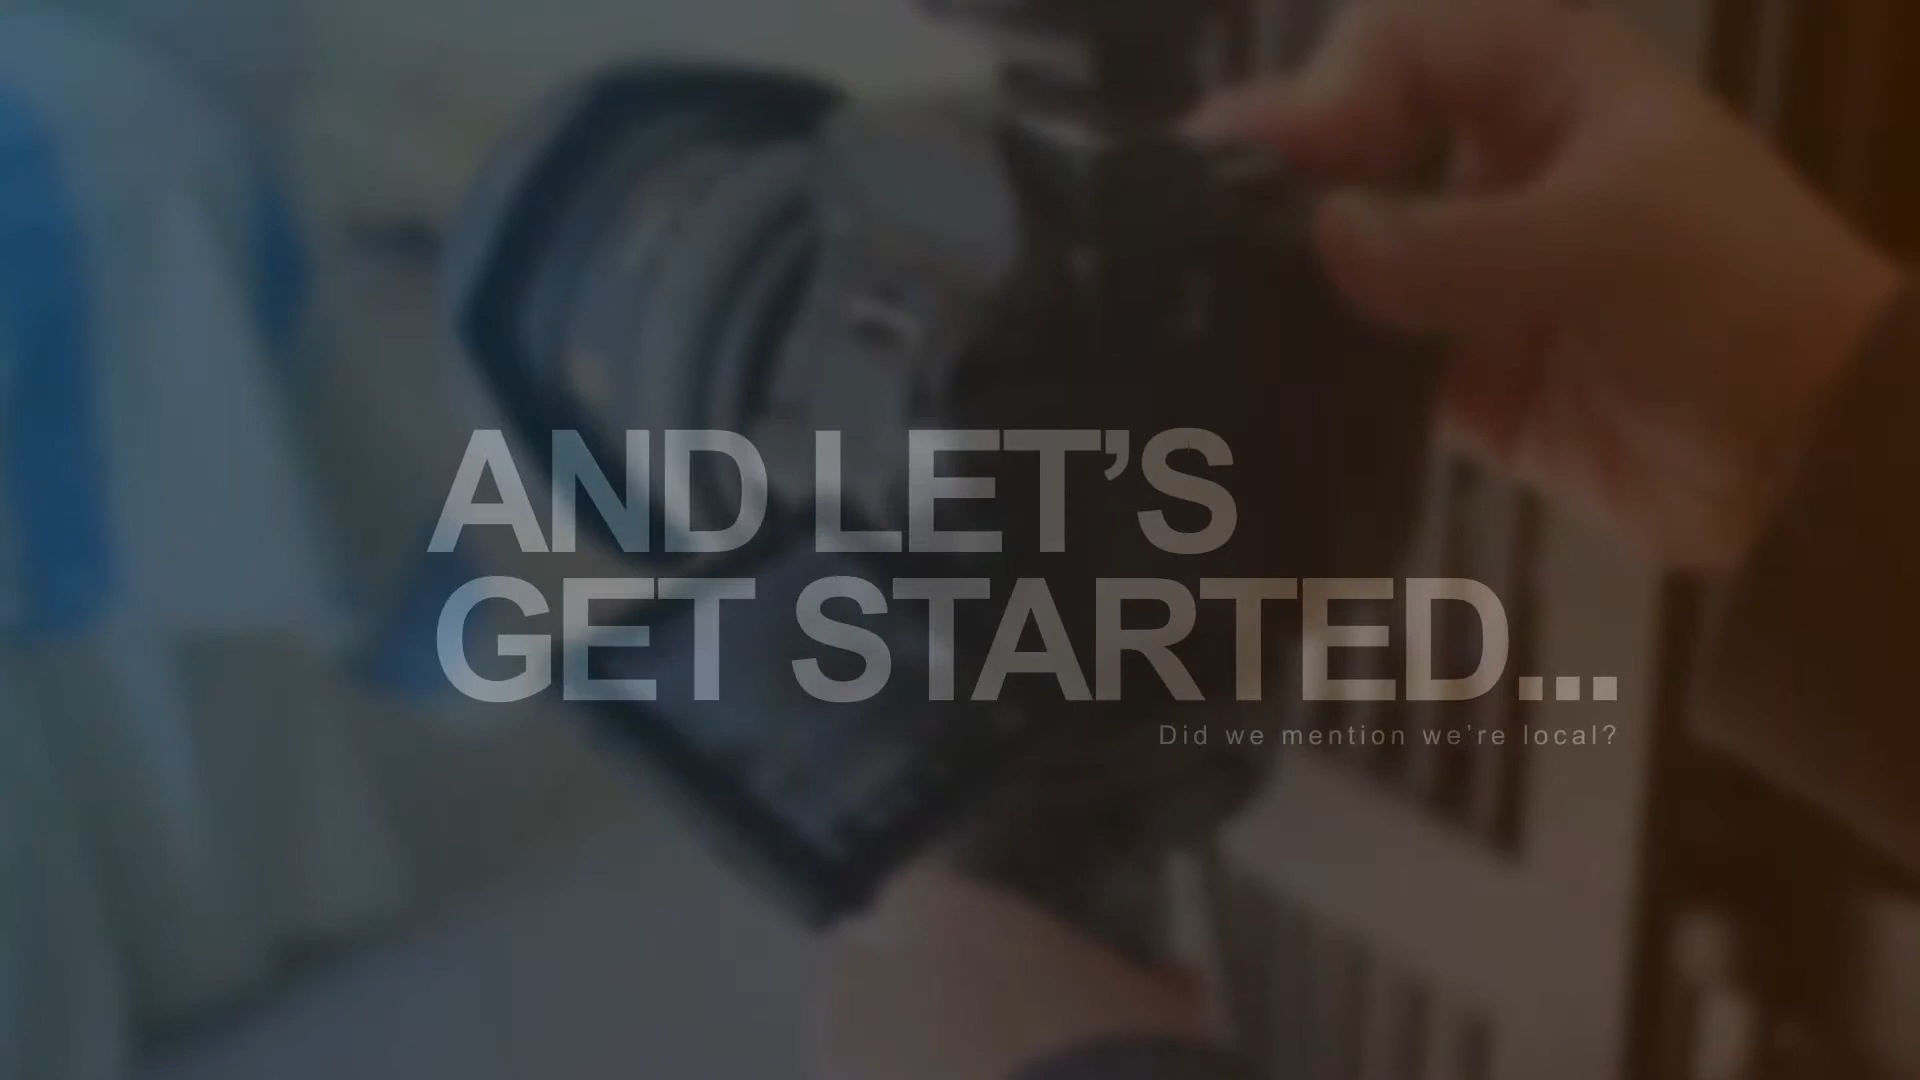 AND LET’S
GET STARTED...
Did we mention we’re local?